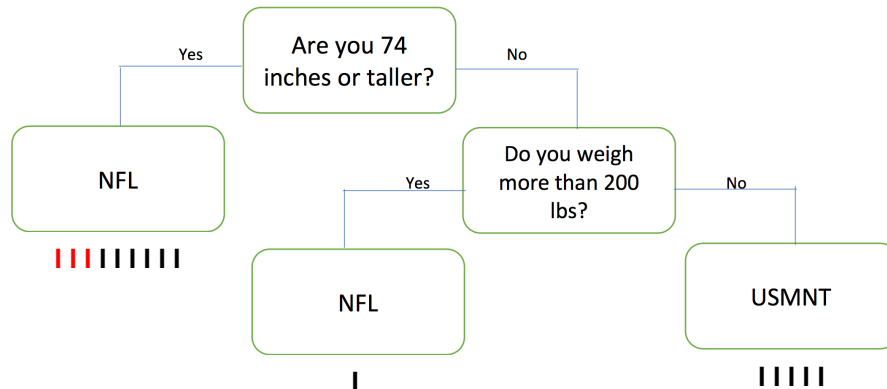 Are you 74
inches or taller?
Yes
No
NFL
Do you weigh
more than 200
lbs?
Yes
No
NFL
USMNT